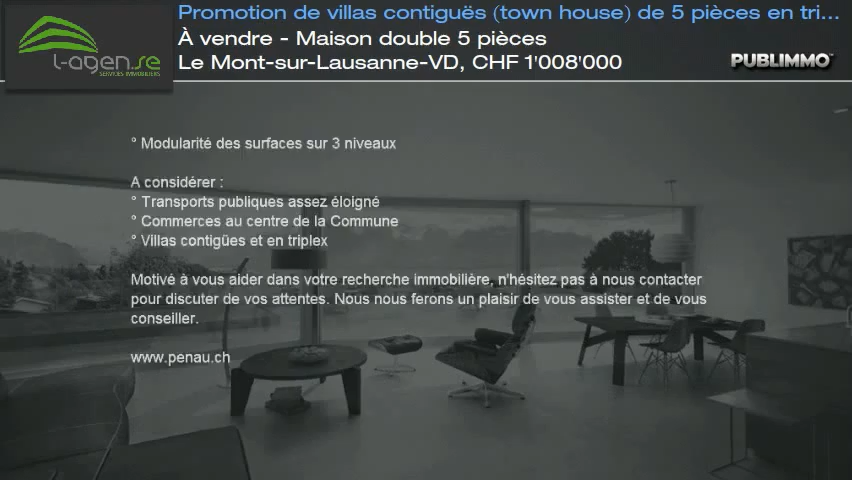 Promotion de villas contiguës (town house) de 5 pièces en tri...
À vendre - Maison double 5 pièces
Le Mont-sur-Lausanne-VD, CHF 1'008'000
l-agen.se
SERVICES IMMOBILIERS
PUBLIMMO
° Modularité des surfaces sur 3 niveaux
A considérer :
° Transports publiques assez éloigné
° Commerces au centre de la Commune
° Villas contigües et en triplex
Motivé à vous aider dans votre recherche immobilière, n'hésitez pas à nous contacter
pour discuter de vos attentes. Nous nous ferons un plaisir de vous assister et de vous
conseiller.
www.penau.ch